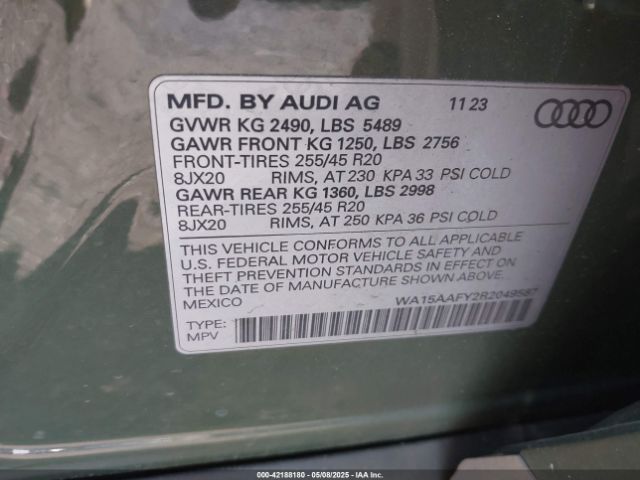 MFD. BY AUDI AG 11 23
GVWR KG 2490, LBS 5489
GAWR FRONT KG 1250, LBS 2756
FRONT-TIRES 255/45 R20
8JX20 RIMS, AT 230 KPA 33 PSI COLD
GAWR REAR KG 1360, LBS 2998
REAR-TIRES 255/45 R20
8JX20 RIMS, AT 250 KPA 36 PSI COLD
THIS VEHICLE CONFORMS TO ALL APPLICABLE
U.S. FEDERAL MOTOR VEHICLE SAFETY AND
THEFT PREVENTION STANDARDS IN EFFECT ON
THE DATE OF MANUFACTURE SHOWN ABOVE.
MEXICO WA15AAFY2R2049587
TYPE:
MPV
000-42188180 - 05/08/2025 - IAA, Inc.